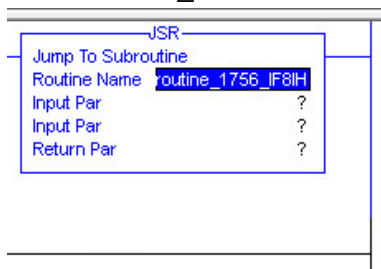 JSR
Jump To Subroutine
Routine Name routine_1756_IF8IH
Input Par ?
Input Par ?
Return Par ?